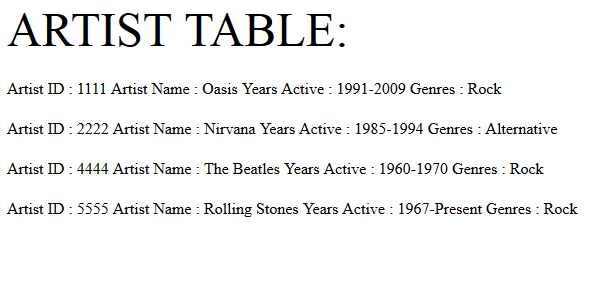 ARTIST TABLE:
Artist ID : 1111 Artist Name : Oasis Years Active : 1991-2009 Genres : Rock
Artist ID : 2222 Artist Name : Nirvana Years Active : 1985-1994 Genres : Alternative
Artist ID : 4444 Artist Name : The Beatles Years Active : 1960-1970 Genres : Rock
Artist ID : 5555 Artist Name : Rolling Stones Years Active : 1967-Present Genres : Rock